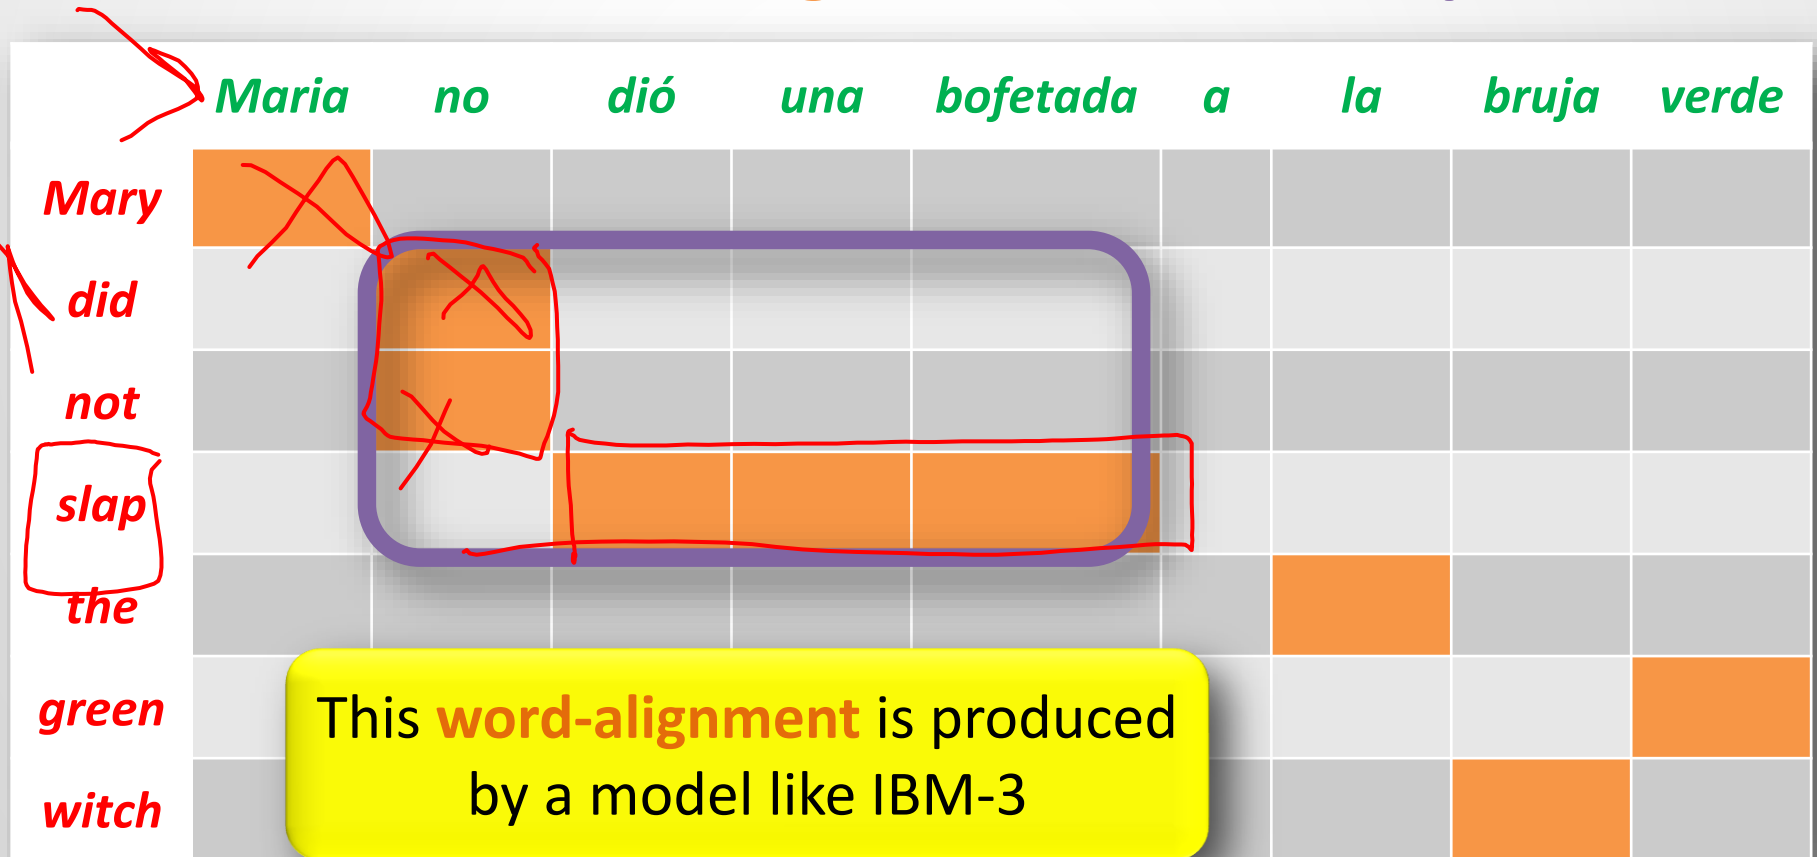 Maria no dió una bofetada a la bruja verde
Mary
did
not
slap
the
green
witch
This word-alignment is produced
by a model like IBM-3